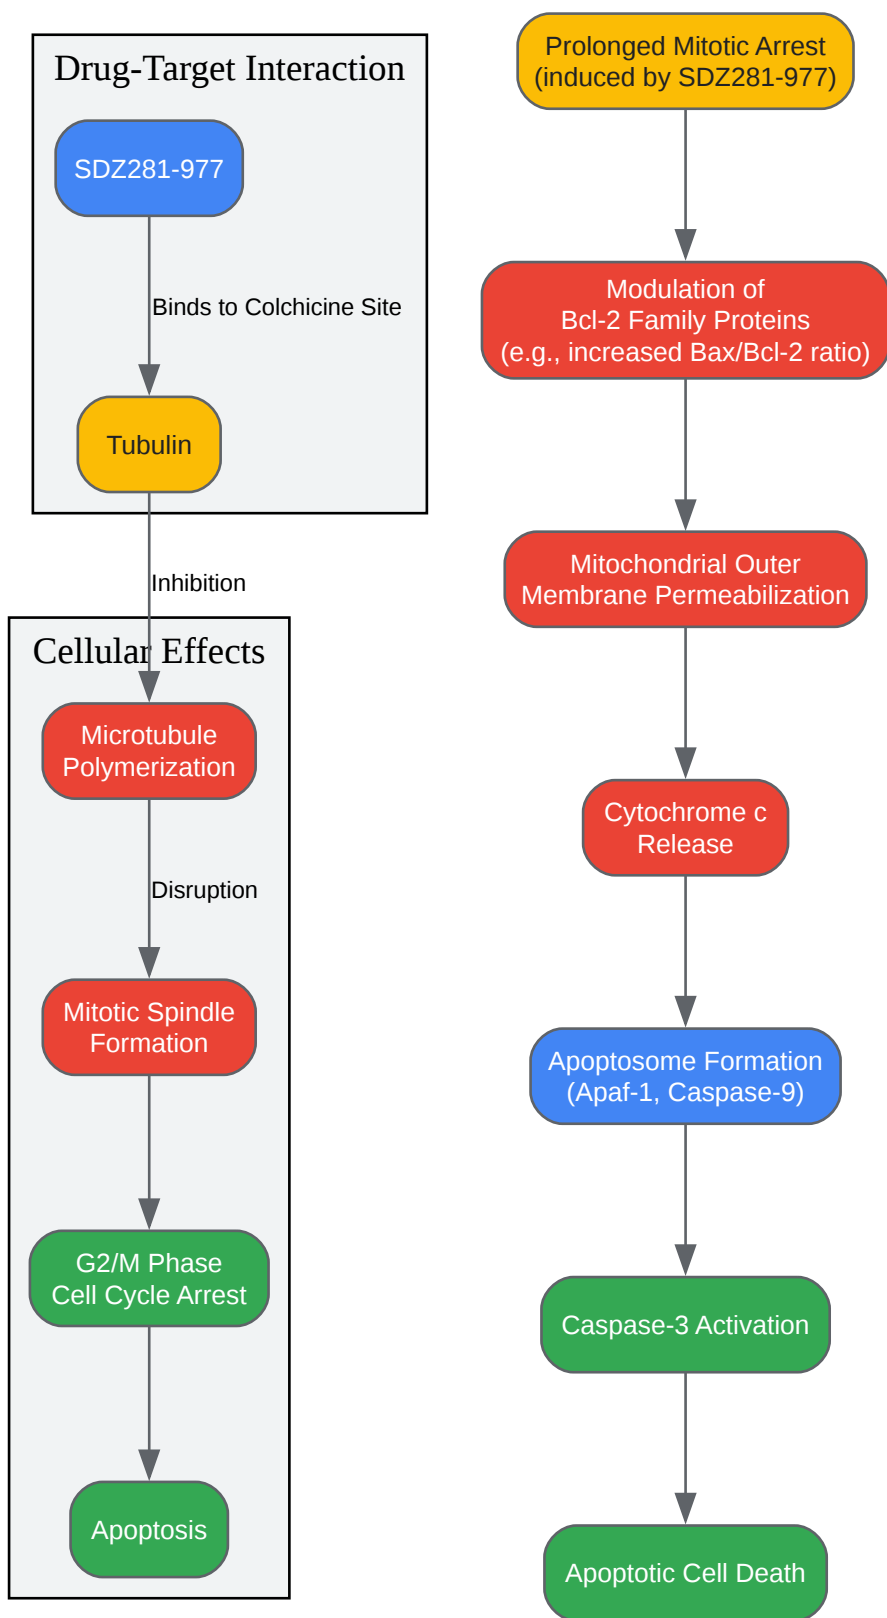 Drug-Target Interaction
SDZ281-977
Binds to Colchicine Site
Tubulin
Inhibition
Cellular Effects
Microtubule
Polymerization
Disruption
Mitotic Spindle
Formation
G2/M Phase
Cell Cycle Arrest
Apoptosis
Prolonged Mitotic Arrest
(induced by SDZ281-977)
Modulation of
Bcl-2 Family Proteins
(e.g., increased Bax/Bcl-2 ratio)
Mitochondrial Outer
Membrane Permeabilization
Cytochrome c
Release
Apoptosome Formation
(Apaf-1, Caspase-9)
Caspase-3 Activation
Apoptotic Cell Death